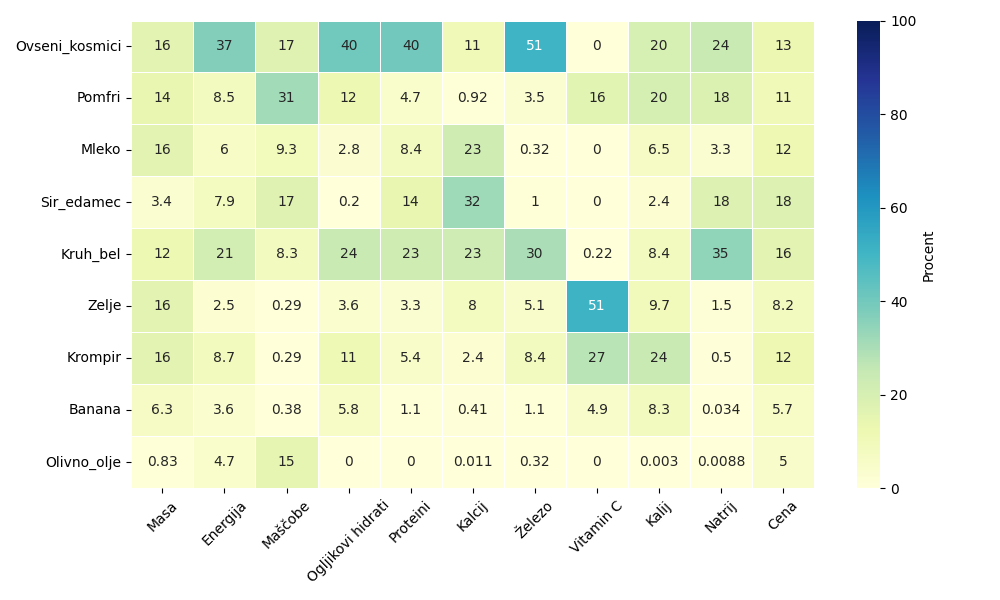 Ovseni_kosmici 16 37 17 40 40 11 51 0 20 24 13
Pomfri 14 8.5 31 12 4.7 0.92 3.5 16 20 18 11
Mleko 16 6 9.3 2.8 8.4 23 0.32 0 6.5 3.3 12
Sir_edamec 3.4 7.9 17 0.2 14 32 1 0 2.4 18 18
Kruh_bel 12 21 8.3 24 23 23 30 0.22 8.4 35 16
Zelje 16 2.5 0.29 3.6 3.3 8 5.1 51 9.7 1.5 8.2
Krompir 16 8.7 0.29 11 5.4 2.4 8.4 27 24 0.5 12
Banana 6.3 3.6 0.38 5.8 1.1 0.41 1.1 4.9 8.3 0.034 5.7
Olivno_olje 0.83 4.7 15 0 0 0.011 0.32 0 0.003 0.0088 5
Masa Energija Maščobe Ogljikovi hidrati Proteini Kalcij Železo Vitamin C Kalij Natrij Cena
100
80
60
40
20
0
Procent